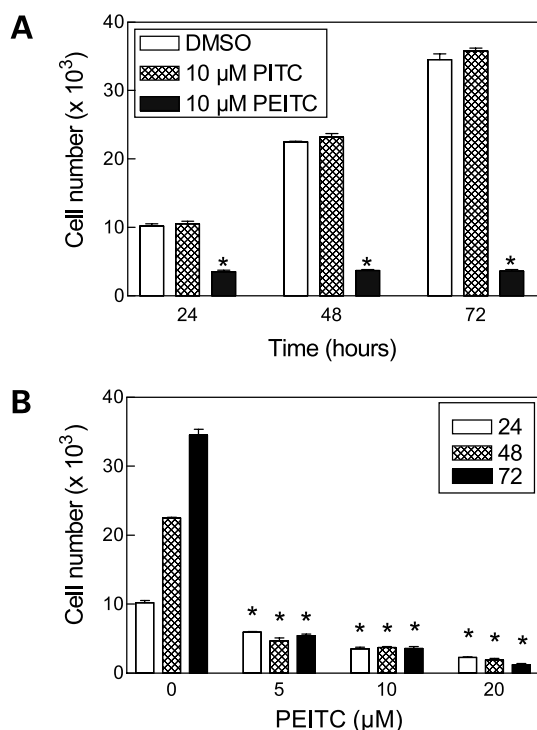 A
Cell number (x 10³)
40
30
20
10
0
DMSO
10 µM PITC
10 µM PEITC
*
*
*
24
48
72
Time (hours)
B
Cell number (x 10³)
40
30
20
10
0
24
48
72
* * *
* * *
* * *
0
5
10
20
PEITC (µM)